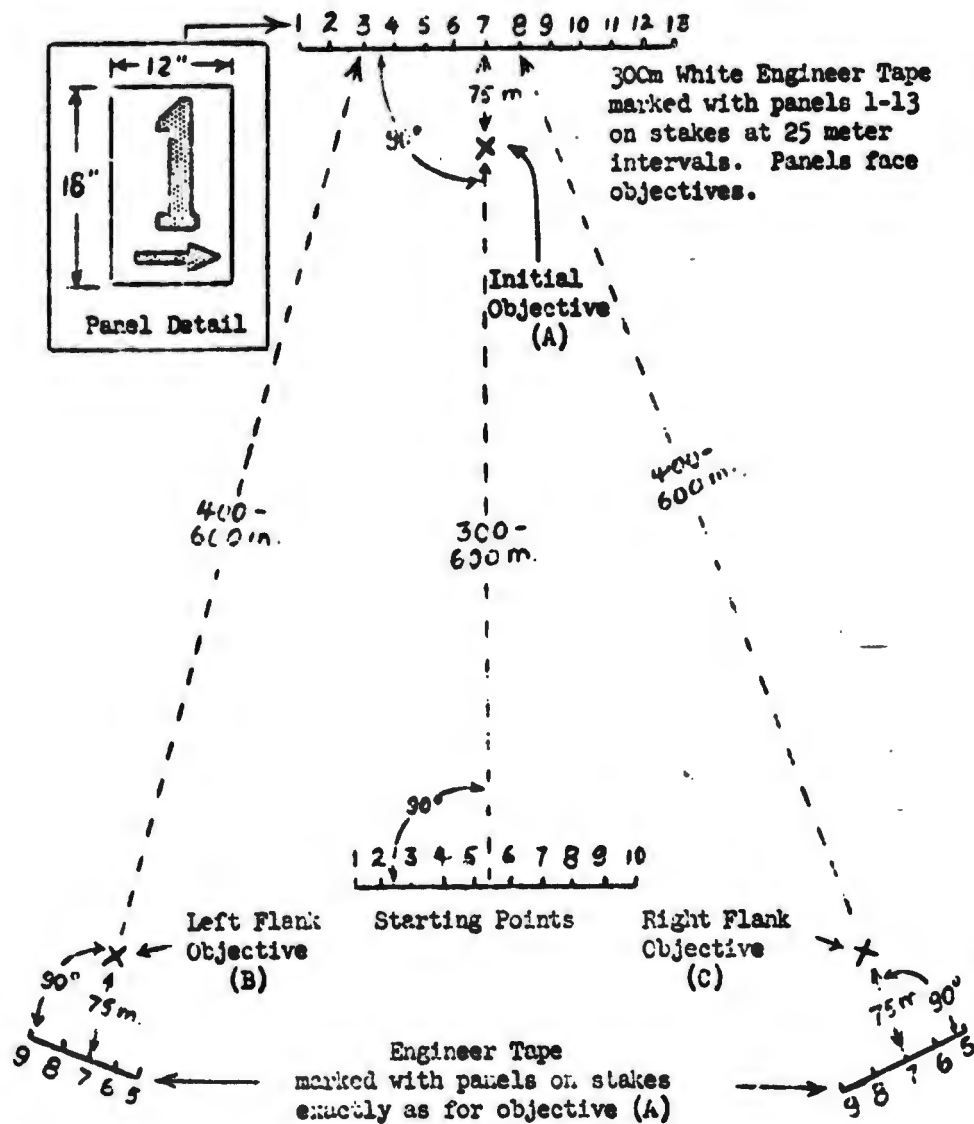 1 2 3 4 5 6 7 8 9 10 11 12 13
12"
18"
1
Panel Detail
75 m.
90°
300m White Engineer Tape
marked with panels 1-13
on stakes at 25 meter
intervals. Panels face
objectives.
Initial
Objective
(A)
400-
600 m.
300-
600 m.
400-
600 m.
90°
1 2 3 4 5 6 7 8 9 10
Left Flank
Objective
(B)
Starting Points
Right Flank
Objective
(C)
90°
75 m.
9 8 7 6 5
75 m
90°
9 8 7 6 5
Engineer Tape
marked with panels on stakes
exactly as for objective (A)